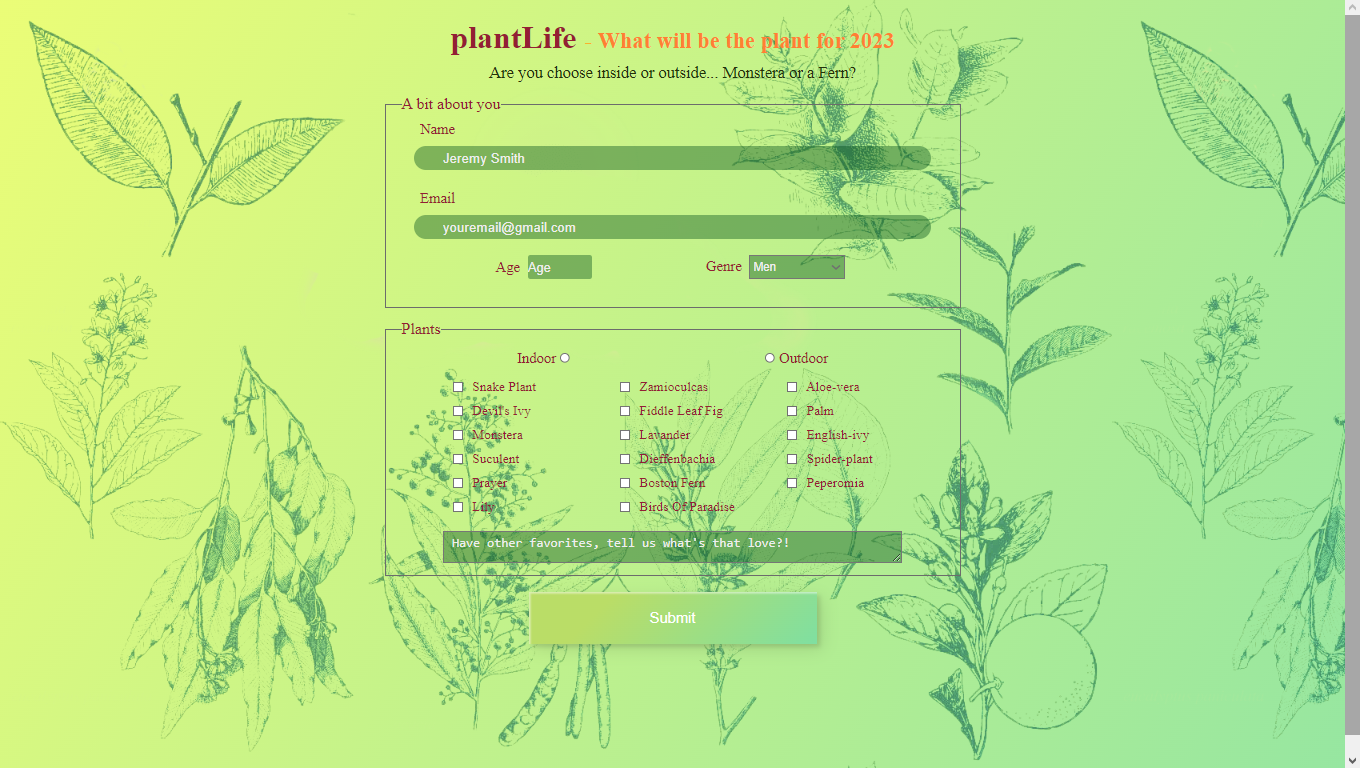 plantLife - What will be the plant for 2023
Are you choose inside or outside... Monstera or a Fern?
A bit about you
Name
Jeremy Smith
Email
youremail@gmail.com
Age Age Genre Men
Plants
Indoor Outdoor
Snake Plant Zamioculcas Aloe-vera
Devil's Ivy Fiddle Leaf Fig Palm
Monstera Lavander English-ivy
Suculent Dieffenbachia Spider-plant
Prayer Boston Fern Peperomia
Lily Birds Of Paradise
Have other favorites, tell us what's that love?!
Submit